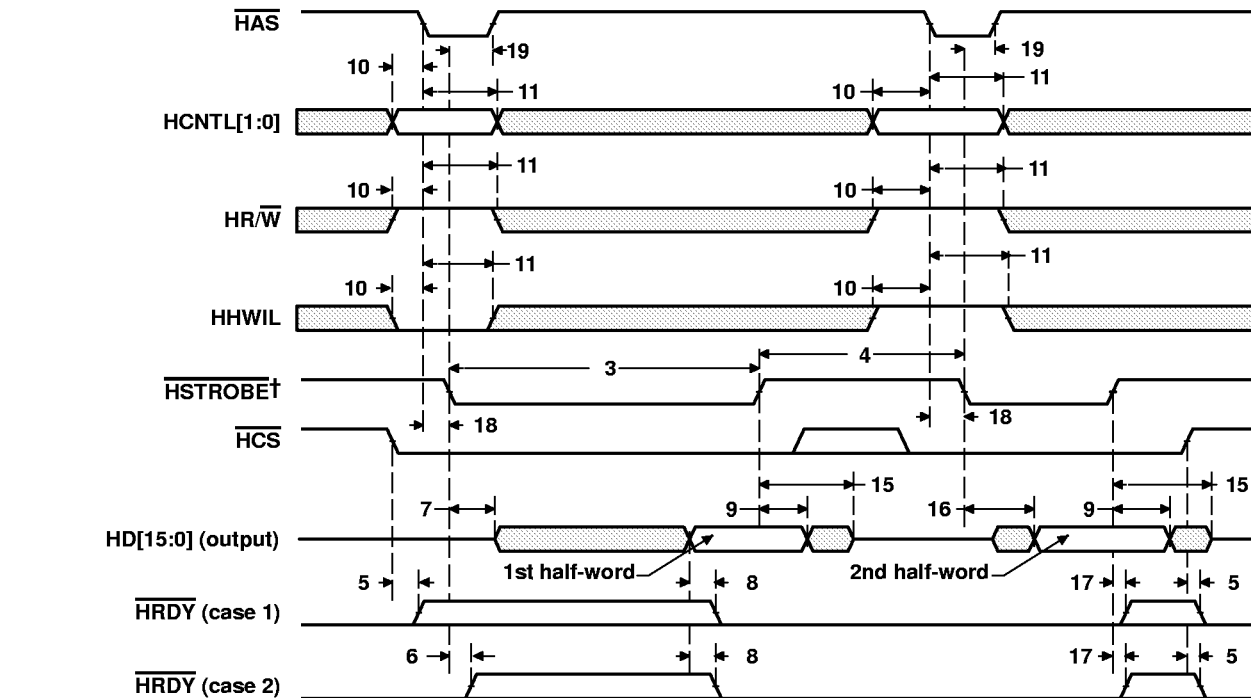 HAS
19
19
10
11
11
10
HCNTL[1:0]
11
11
10
10
HR/W
11
11
10
10
HHWIL
4
3
HSTROBE†
18
18
HCS
15
15
7
9
16
9
HD[15:0] (output)
1st half-word
2nd half-word
5
8
17
5
HRDY (case 1)
6
8
17
5
HRDY (case 2)